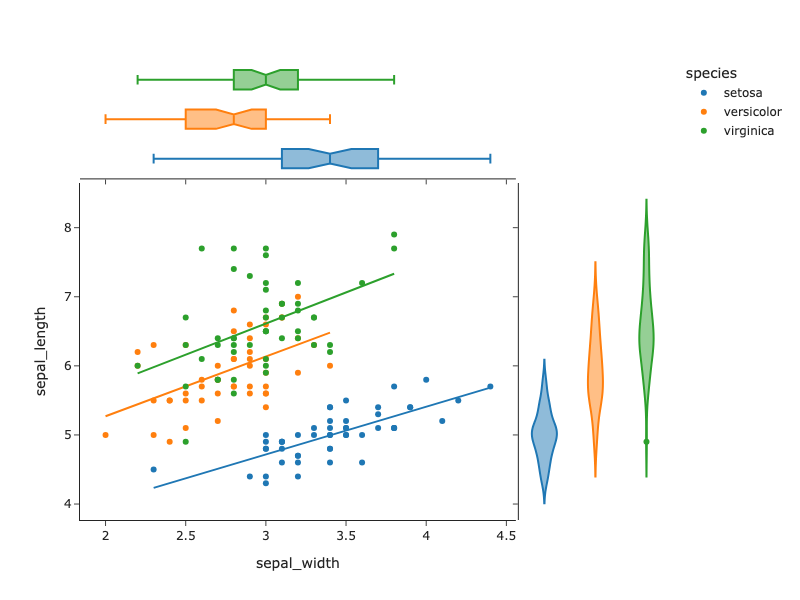 species
setosa
versicolor
virginica
8
7
6
5
4
sepal_length
2
2.5
3
3.5
4
4.5
sepal_width